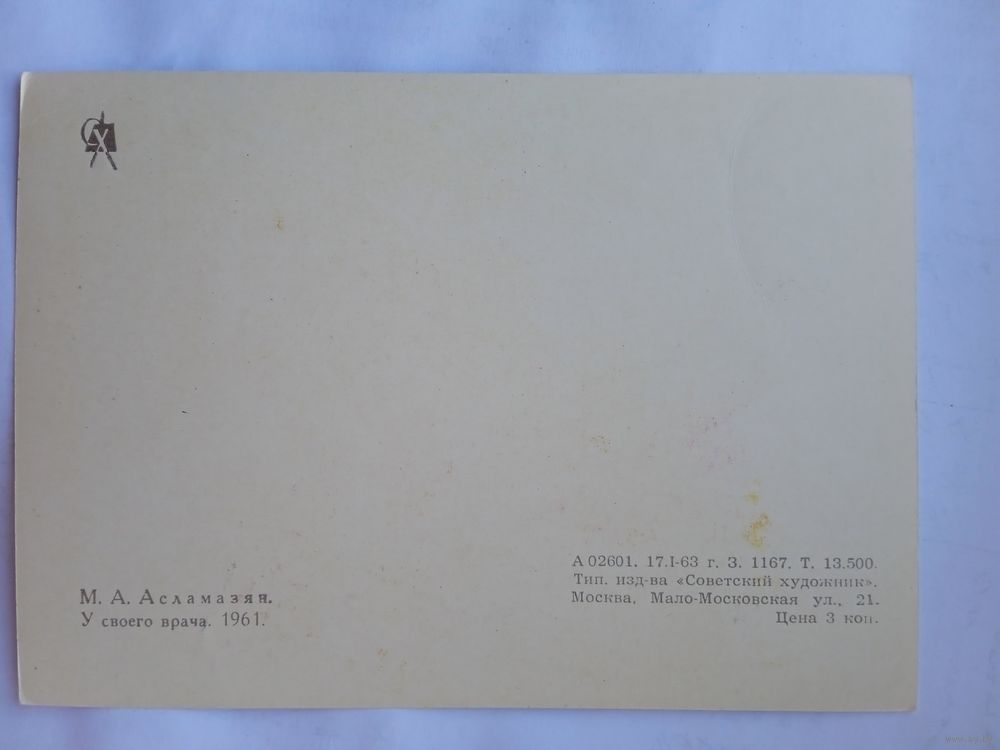 СХ
М. А. Асламазян.
У своего врача. 1961.
А 02601. 17.I-63 г. З. 1167. Т. 13.500.
Тип. изд-ва «Советский художник».
Москва, Мало-Московская ул., 21.
Цена 3 коп.